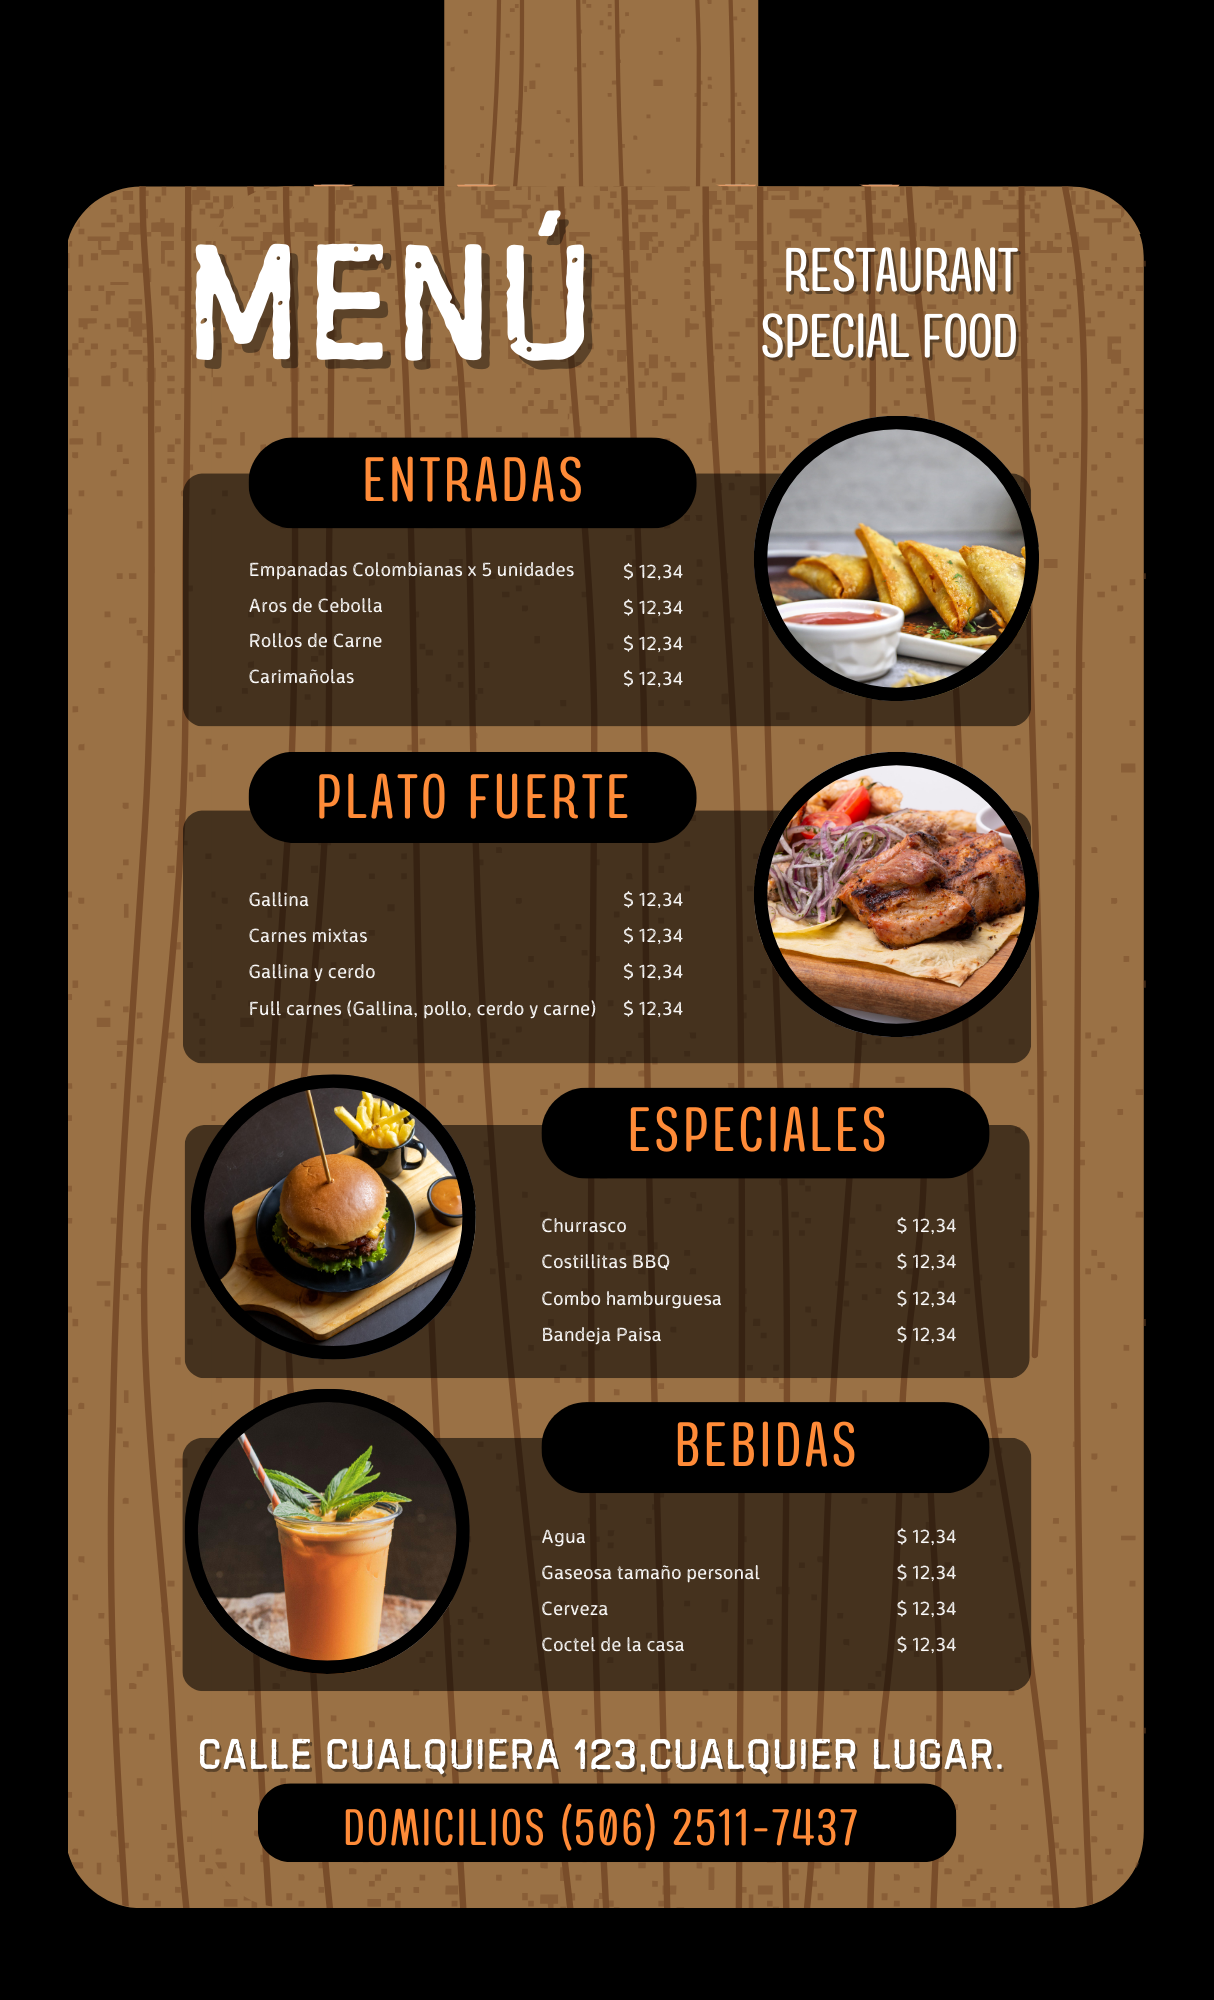 MENÚ
RESTAURANT
SPECIAL FOOD
ENTRADAS
Empanadas Colombianas x 5 unidades $ 12,34
Aros de Cebolla $ 12,34
Rollos de Carne $ 12,34
Carimañolas $ 12,34
PLATO FUERTE
Gallina $ 12,34
Carnes mixtas $ 12,34
Gallina y cerdo $ 12,34
Full carnes (Gallina, pollo, cerdo y carne) $ 12,34
ESPECIALES
Churrasco $ 12,34
Costillitas BBQ $ 12,34
Combo hamburguesa $ 12,34
Bandeja Paisa $ 12,34
BEBIDAS
Agua $ 12,34
Gaseosa tamaño personal $ 12,34
Cerveza $ 12,34
Coctel de la casa $ 12,34
CALLE CUALQUIERA 123,CUALQUIER LUGAR.
DOMICILIOS (506) 2511-7437